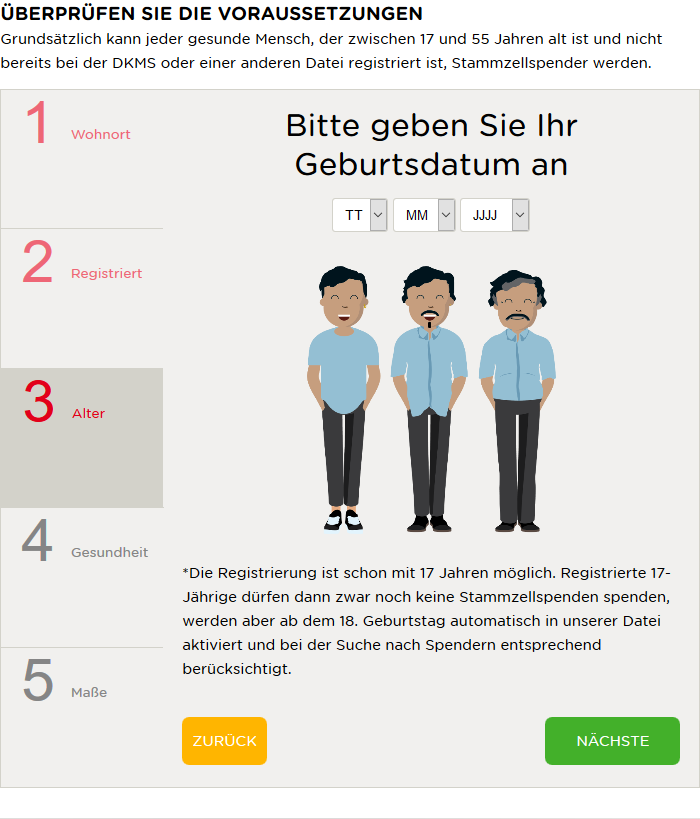 ÜBERPRÜFEN SIE DIE VORAUSSETZUNGEN
Grundsätzlich kann jeder gesunde Mensch, der zwischen 17 und 55 Jahren alt ist und nicht
bereits bei der DKMS oder einer anderen Datei registriert ist, Stammzellspender werden.
1 Wohnort
2 Registriert
3 Alter
4 Gesundheit
5 Maße
Bitte geben Sie Ihr
Geburtsdatum an
TT MM JJJJ
*Die Registrierung ist schon mit 17 Jahren möglich. Registrierte 17-
Jährige dürfen dann zwar noch keine Stammzellspenden spenden,
werden aber ab dem 18. Geburtstag automatisch in unserer Datei
aktiviert und bei der Suche nach Spendern entsprechend
berücksichtigt.
ZURÜCK NÄCHSTE